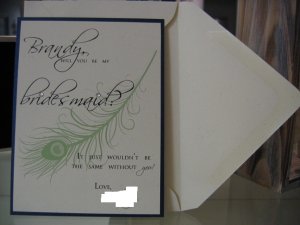 Brandy,
WILL YOU BE MY
bridesmaid?
IT JUST WOULDN'T BE
THE SAME WITHOUT you!
LOVE,